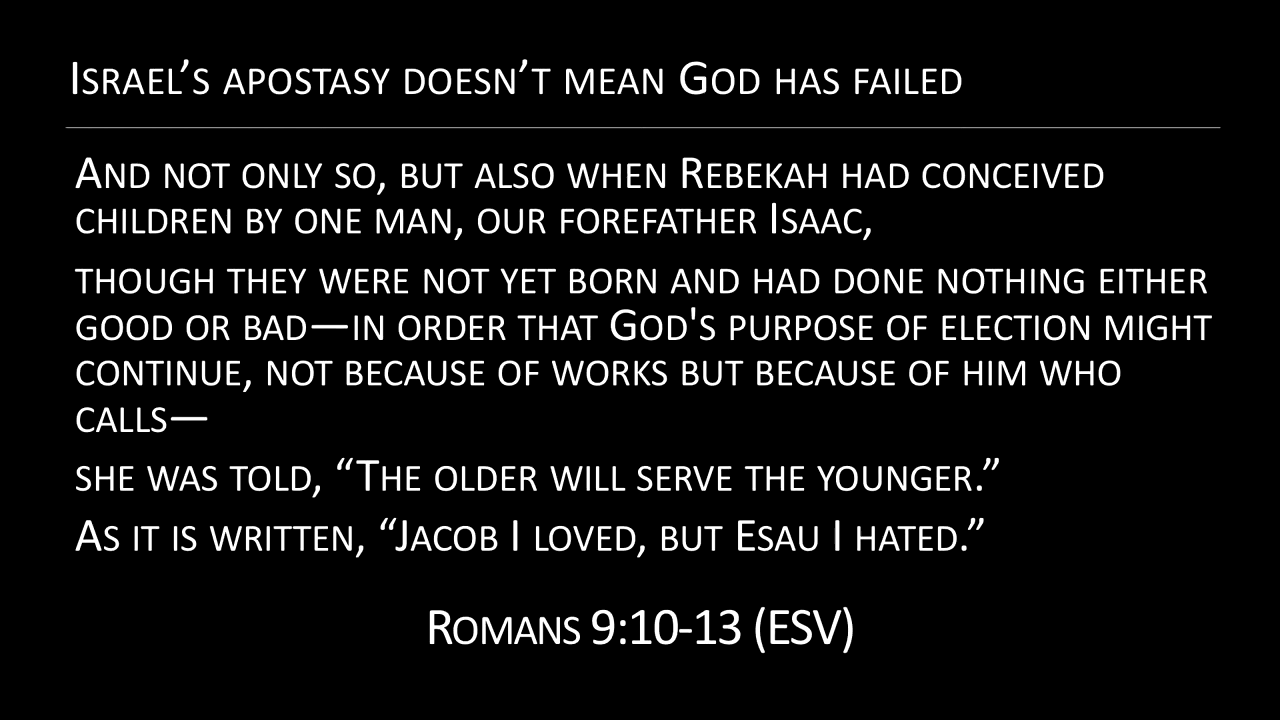 Israel’s apostasy doesn’t mean God has failed
And not only so, but also when Rebekah had conceived
children by one man, our forefather Isaac,
though they were not yet born and had done nothing either
good or bad—in order that God's purpose of election might
continue, not because of works but because of him who
calls—
she was told, “The older will serve the younger.”
As it is written, “Jacob I loved, but Esau I hated.”
Romans 9:10-13 (ESV)